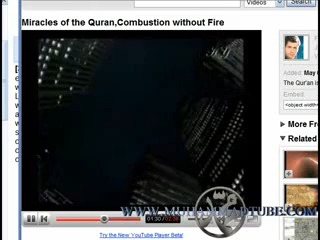 Videos
Search
Miracles of the Quran,Combustion without Fire
Added: May
The Qur'an is
Embed:
<object width=
More Fro
Related
01:30
WWW.MUHAMMADTUBE.COM
Try the New YouTube Player Beta!